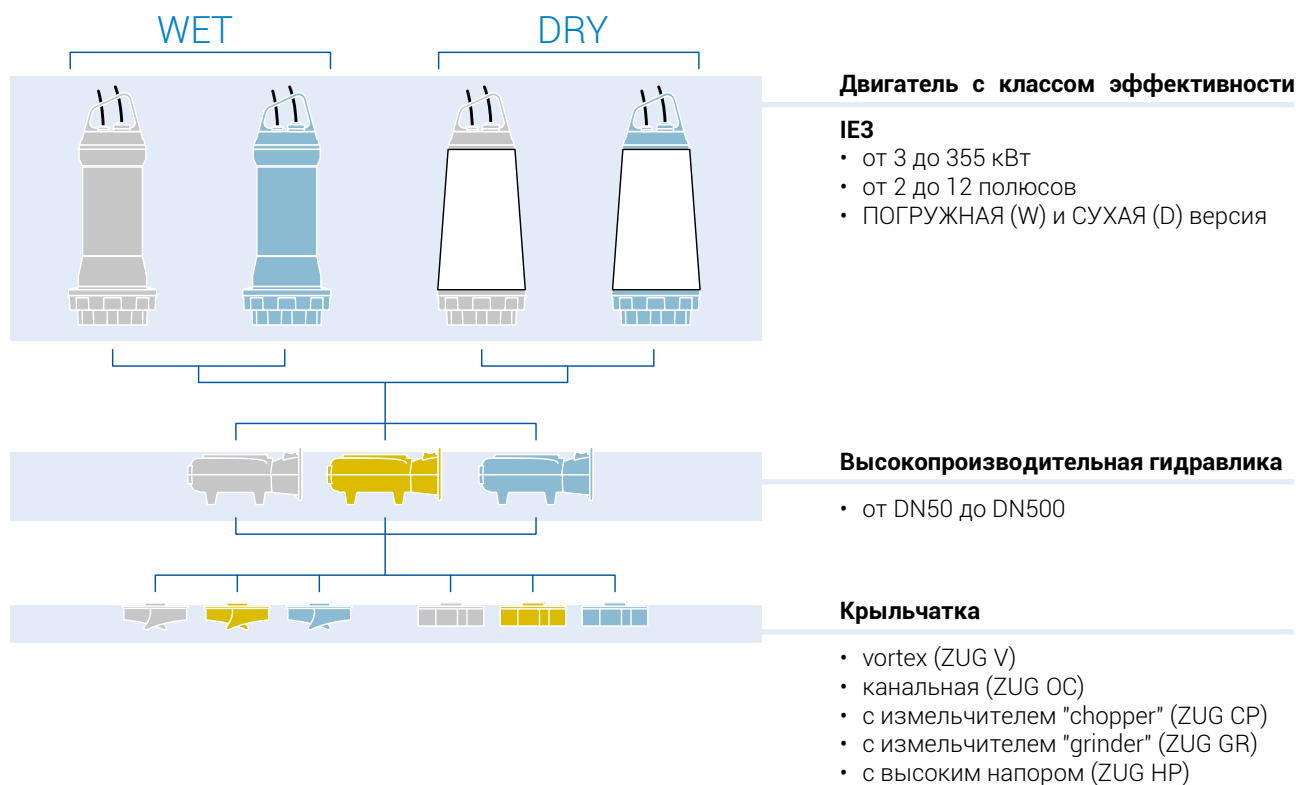 WET
DRY
Двигатель с классом эффективности
IE3
• от 3 до 355 кВт
• от 2 до 12 полюсов
• ПОГРУЖНАЯ (W) и СУХАЯ (D) версия
Высокопроизводительная гидравлика
• от DN50 до DN500
Крыльчатка
• vortex (ZUG V)
• канальная (ZUG OC)
• с измельчителем "chopper" (ZUG CP)
• с измельчителем "grinder" (ZUG GR)
• с высоким напором (ZUG HP)